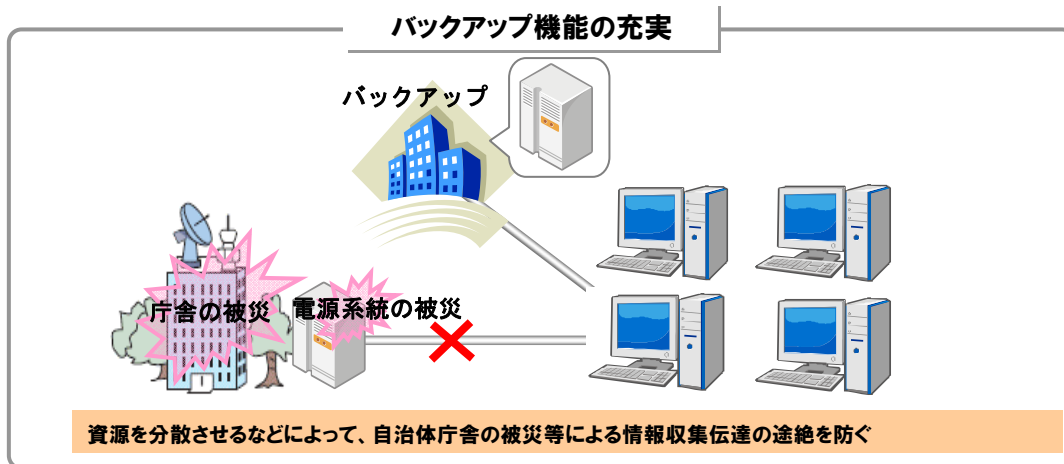 バックアップ機能の充実
バックアップ
庁舎の被災
電源系統の被災
資源を分散させるなどによって、自治体庁舎の被災等による情報収集伝達の途絶を防ぐ